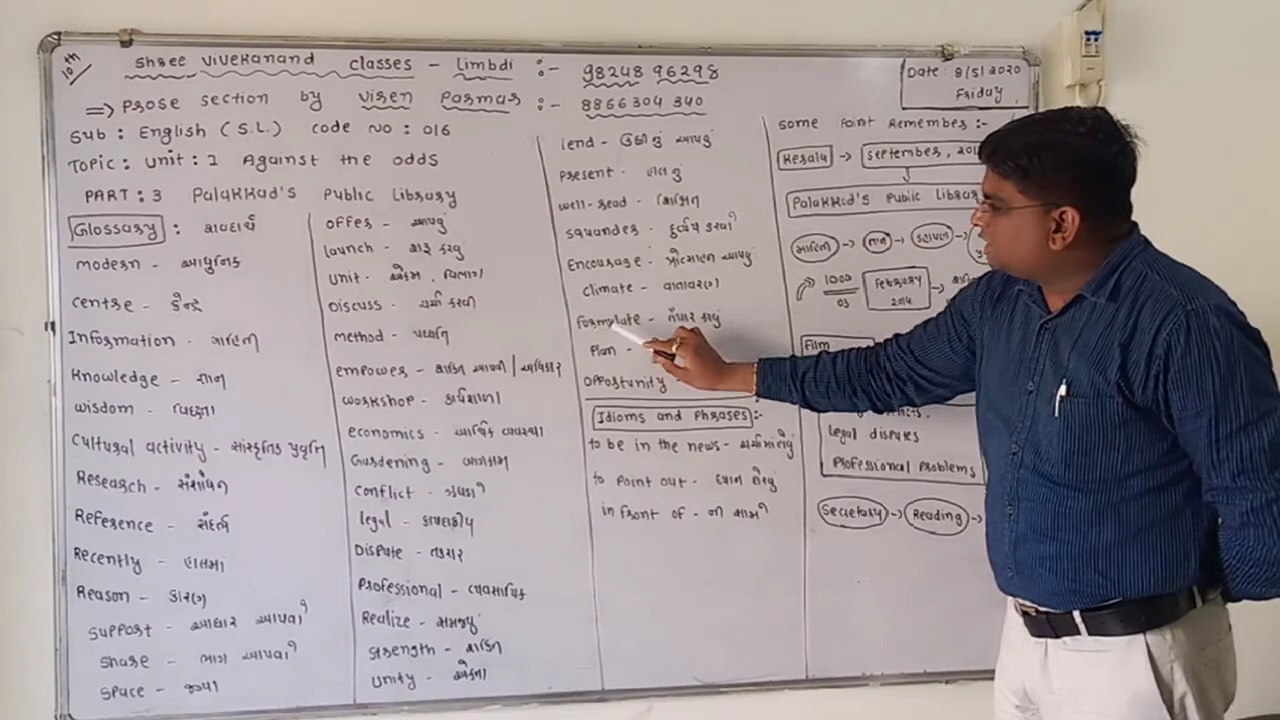 10th
Shree Vivekanand classes - Limbdi :- 98248 96298
=> Prose section by Viren Parmar :- 8866304340
Date: 8/5/2020
Friday
Sub : English (S.L.) code no : 016
Topic: Unit : 1 Against the odds
PART : 3 Palakkad's Public Library
Glossary : શબ્દાર્થ
modern - આધુનિક
centre - કેન્દ્ર
Information - માહિતી
Knowledge - જ્ઞાન
wisdom -
Cultural activity - સાંસ્કૃતિક પ્રવૃત્તિ
Research - સંશોધન
Reference - સંદર્ભ
Recently - હાલમાં
Reason - કારણ
support - આધાર આપવો
share - ભાગ આપવો
space - જગ્યા
offer - આપવું
launch - શરૂ કરવું
unit - એકમ, વિભાગ
Discuss - ચર્ચા કરવી
method - પદ્ધતિ
empower - શક્તિ આપવી / અધિકાર
workshop - કાર્યશાળા
economics - આર્થિક વ્યવસ્થા
Gardening - બાગકામ
conflict - ઝઘડો
legal - કાયદાકીય
Dispute - તકરાર
Professional - વ્યવસાયિક
Realize - સમજવું
strength - શક્તિ
unity - એકતા
lend - ઉછીનું આપવું
Present - હાલનું
well-read - શિક્ષિત
squander - દુર્વ્યય કરવો
Encourage - પ્રોત્સાહન આપવું
climate - વાતાવરણ
formulate - તૈયાર કરવું
Plan -
opportunity -
Idioms and Phrases :-
to be in the news - ચર્ચામાં હોવું
to point out - ધ્યાન દોરવું
in front of - ની સામે
some Point Remember :-
Kerala -> September, 201
Palakkad's Public Librar
માહિતી -> જ્ઞાન ->
1000
03
February
2014
Film
Legal disputes
Professional problems
Secretary -> Reading ->